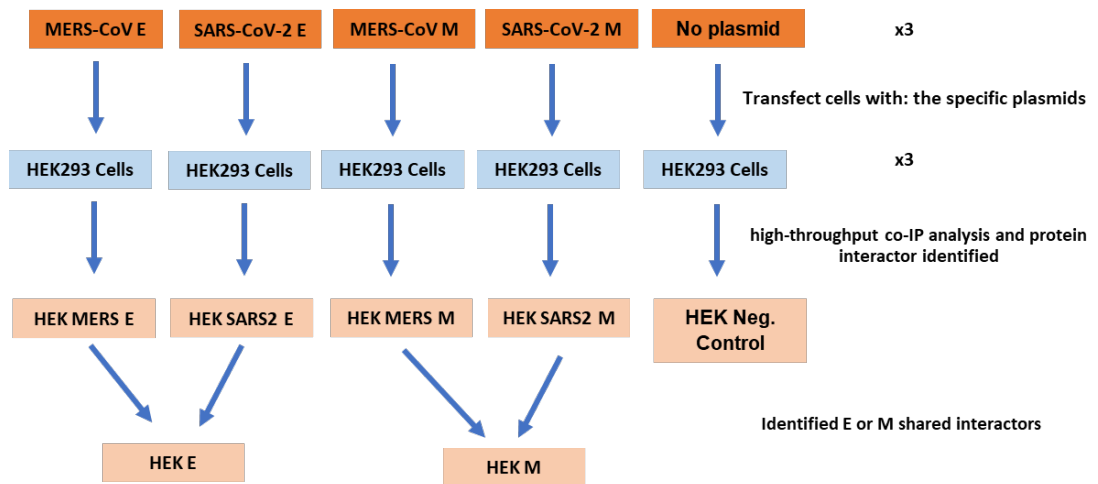 MERS-CoV E
SARS-CoV-2 E
MERS-CoV M
SARS-CoV-2 M
No plasmid
x3
Transfect cells with: the specific plasmids
HEK293 Cells
HEK293 Cells
HEK293 Cells
HEK293 Cells
HEK293 Cells
x3
high-throughput co-IP analysis and protein
interactor identified
HEK MERS E
HEK SARS2 E
HEK MERS M
HEK SARS2 M
HEK Neg.
Control
Identified E or M shared interactors
HEK E
HEK M